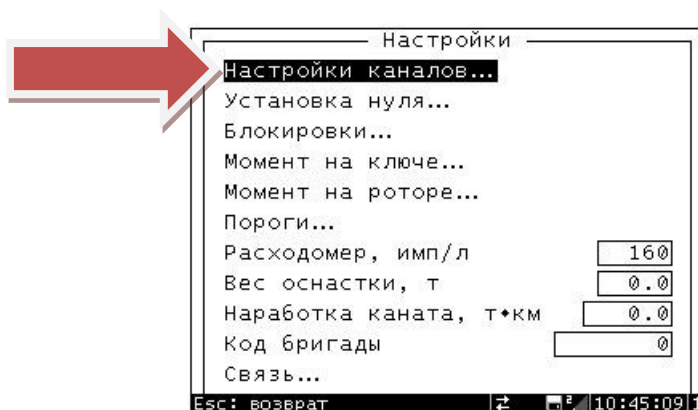 Настройки
Настройки каналов...
Установка нуля...
Блокировки...
Момент на ключе...
Момент на роторе...
Пороги...
Расходомер, имп/л 160
Вес оснастки, т 0.0
Наработка каната, т•км 0.0
Код бригады 0
Связь...
Esc: возврат 10:45:09